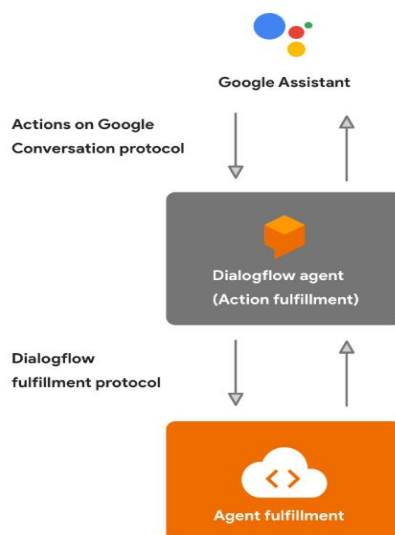 Google Assistant
Actions on Google
Conversation protocol
Dialogflow agent
(Action fulfillment)
Dialogflow
fulfillment protocol
Agent fulfillment